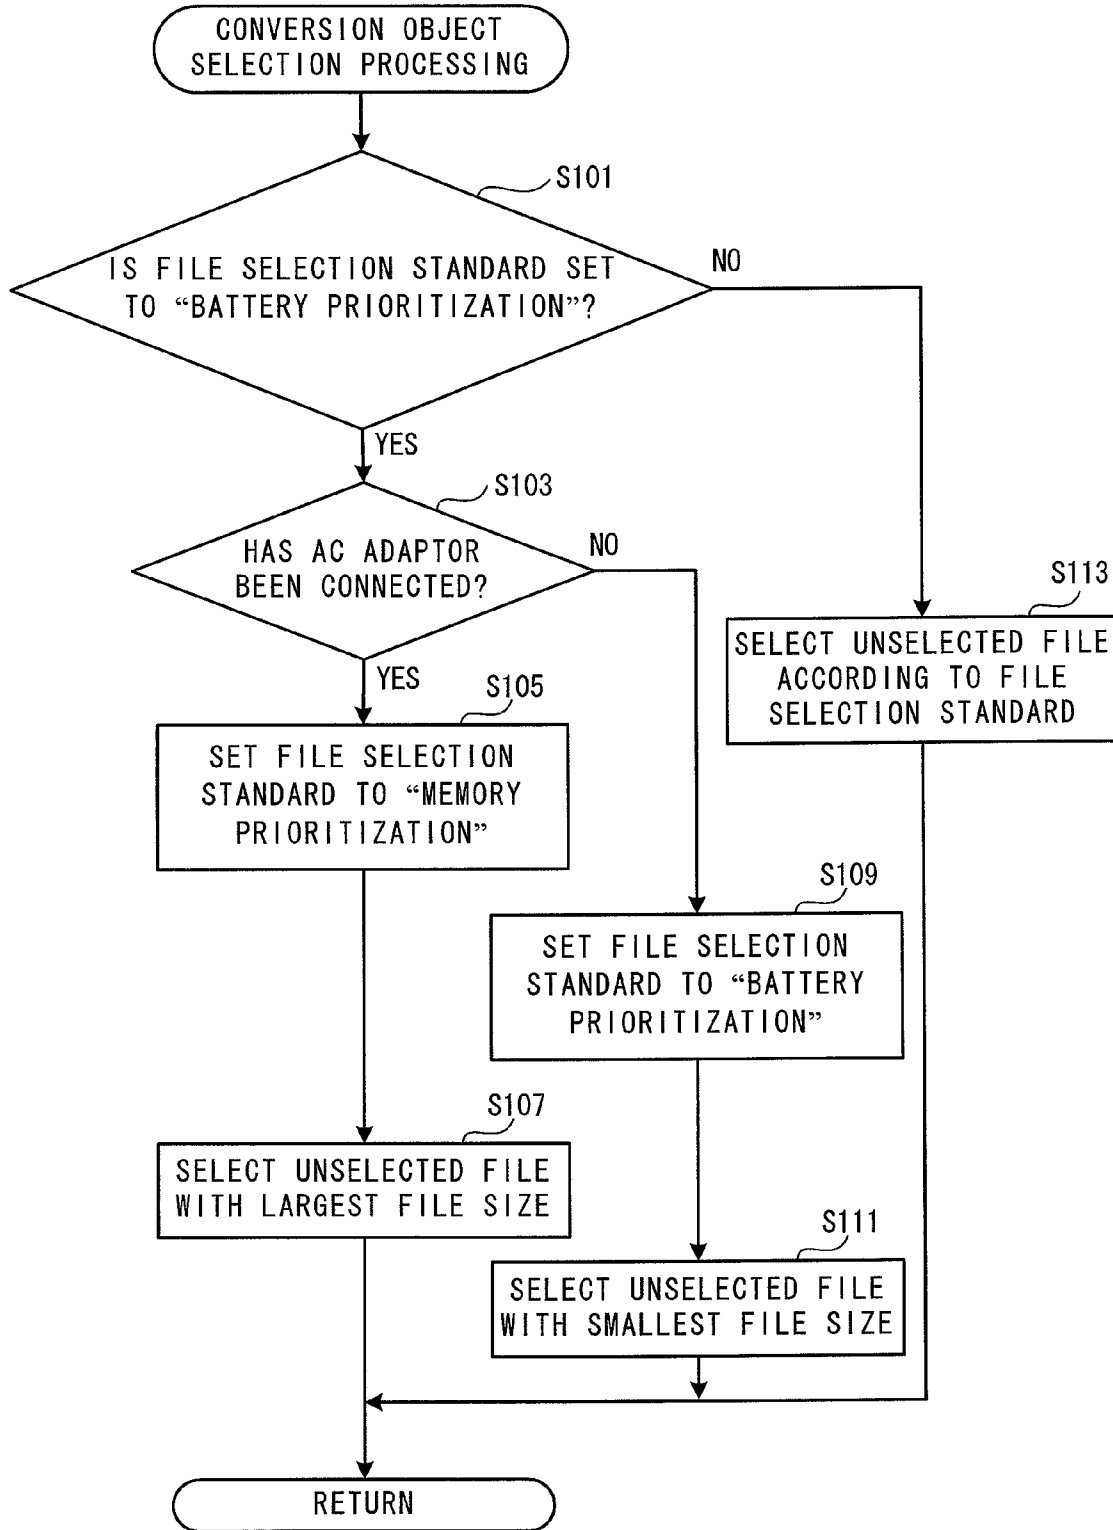 CONVERSION OBJECT
SELECTION PROCESSING
S101
IS FILE SELECTION STANDARD SET
TO “BATTERY PRIORITIZATION”?
NO
YES
S103
HAS AC ADAPTOR
BEEN CONNECTED?
NO
YES
S113
SELECT UNSELECTED FILE
ACCORDING TO FILE
SELECTION STANDARD
S105
SET FILE SELECTION
STANDARD TO “MEMORY
PRIORITIZATION”
S109
SET FILE SELECTION
STANDARD TO “BATTERY
PRIORITIZATION”
S107
SELECT UNSELECTED FILE
WITH LARGEST FILE SIZE
S111
SELECT UNSELECTED FILE
WITH SMALLEST FILE SIZE
RETURN